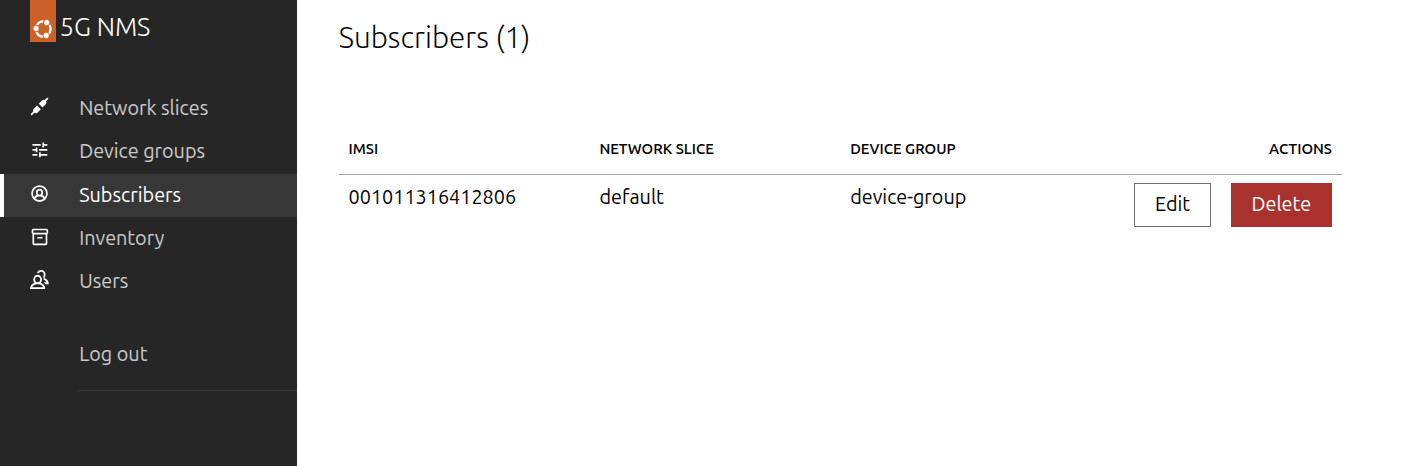 5G NMS
Network slices
Device groups
Subscribers
Inventory
Users
Log out
Subscribers (1)
IMSI NETWORK SLICE DEVICE GROUP ACTIONS
001011316412806 default device-group Edit Delete